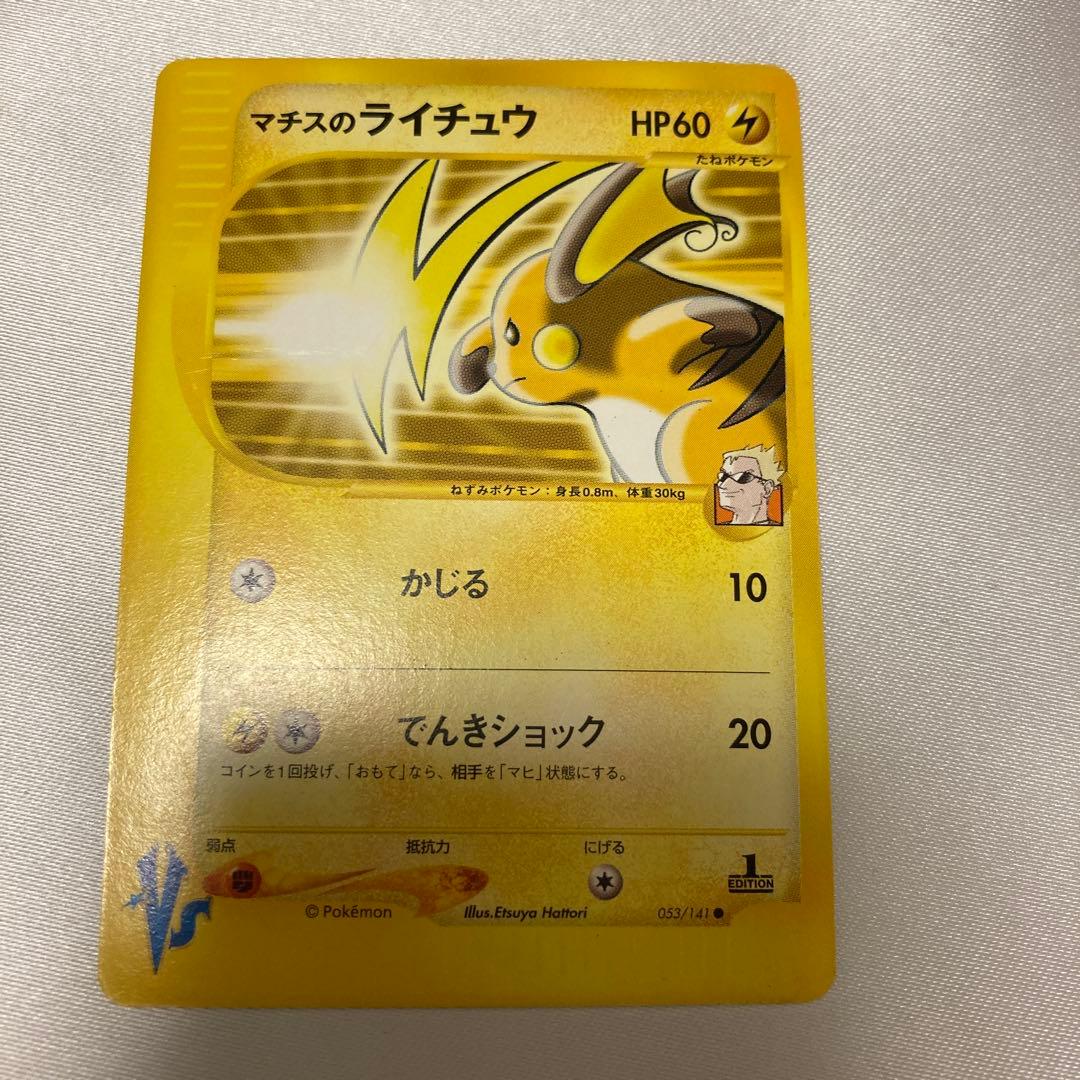 マチスのライチュウ HP60
たねポケモン
ねずみポケモン：身長0.8m、体重30kg
かじる 10
でんきショック 20
コインを1回投げ、「おもて」なら、相手を「マヒ」状態にする。
弱点 抵抗力 にげる
1
EDITION
VS
© Pokémon Illus.Etsuya Hattori 053/141 ●